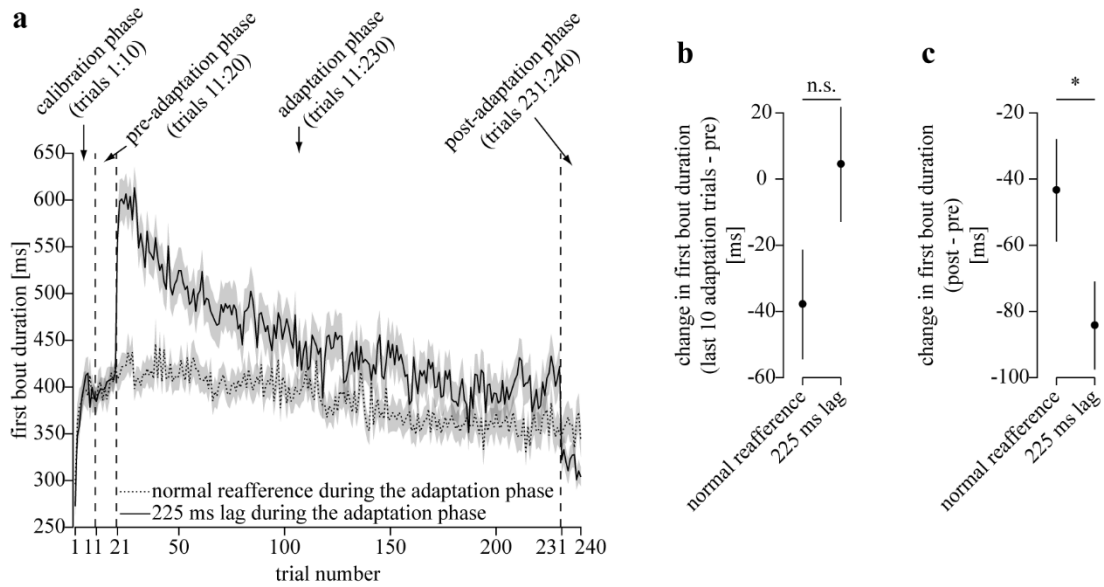 a
calibration phase
(trials 1:10)
pre-adaptation phase
(trials 11:20)
adaptation phase
(trials 11:230)
post-adaptation phase
(trials 231:240)
first bout duration [ms]
650
600
550
500
450
400
350
300
250
normal reafference during the adaptation phase
225 ms lag during the adaptation phase
1 11 21 50 100 150 200 231 240
trial number
b
n.s.
change in first bout duration
(last 10 adaptation trials - pre)
[ms]
20
0
-20
-40
-60
normal reafference
225 ms lag
c
*
change in first bout duration
(post - pre)
[ms]
-20
-40
-60
-80
-100
normal reafference
225 ms lag